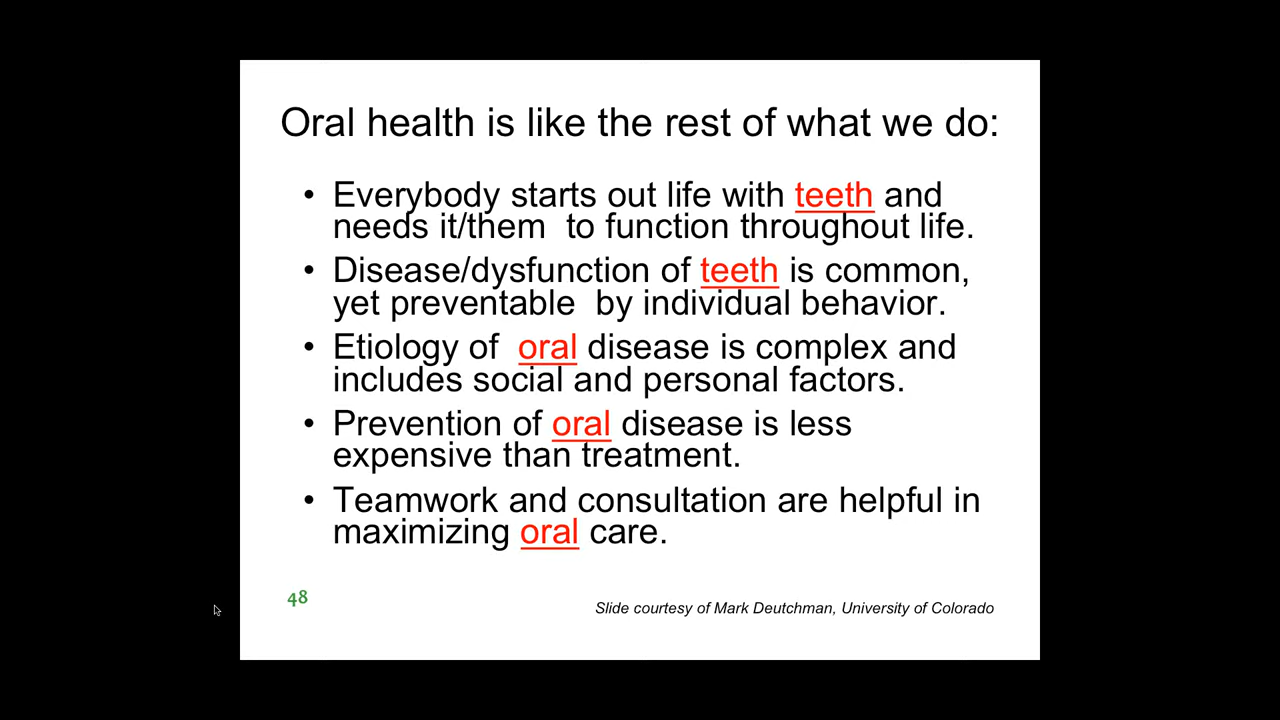 Oral health is like the rest of what we do:
• Everybody starts out life with teeth and
needs it/them  to function throughout life.
• Disease/dysfunction of teeth is common,
yet preventable  by individual behavior.
• Etiology of  oral disease is complex and
includes social and personal factors.
• Prevention of oral disease is less
expensive than treatment.
• Teamwork and consultation are helpful in
maximizing oral care.
48
Slide courtesy of Mark Deutchman, University of Colorado